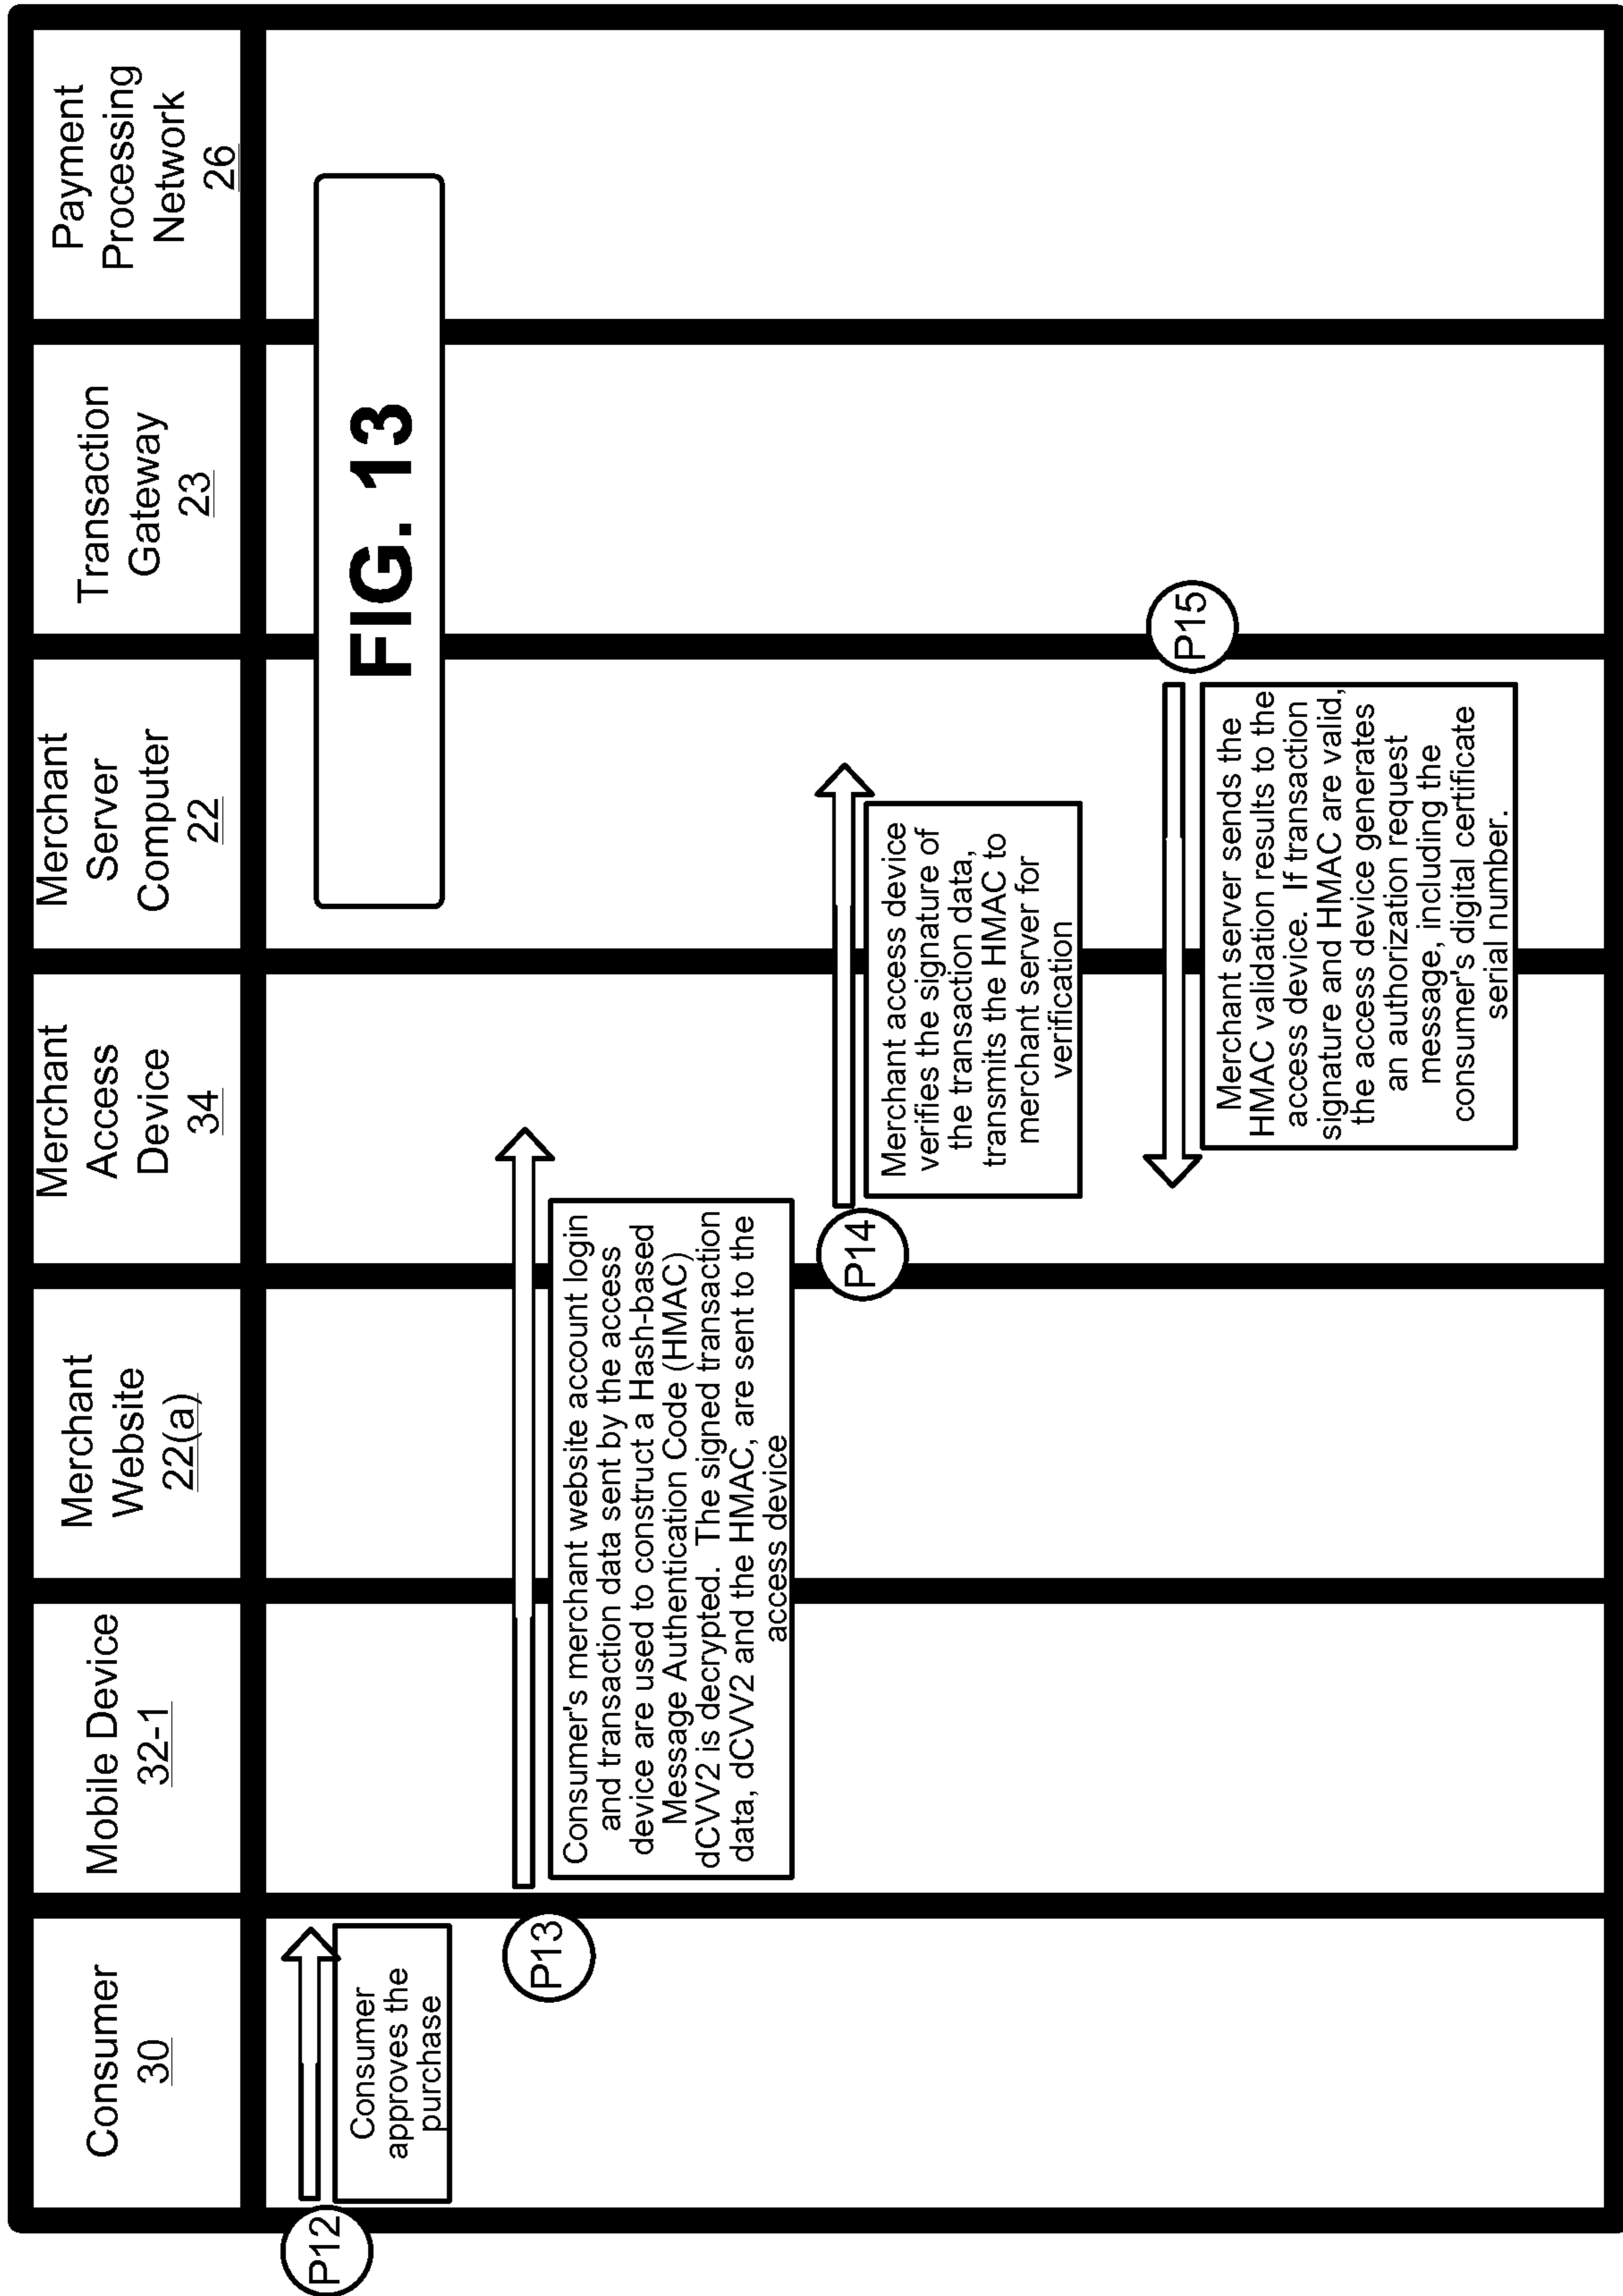 Consumer
30
Mobile Device
32-1
Merchant
Website
22(a)
Merchant
Access
Device
34
Merchant
Server
Computer
22
Transaction
Gateway
23
Payment
Processing
Network
26
FIG. 13
P12
Consumer
approves the
purchase
P13
Consumer's merchant website account login
and transaction data sent by the access
device are used to construct a Hash-based
Message Authentication Code (HMAC)
dCVV2 is decrypted. The signed transaction
data, dCVV2 and the HMAC, are sent to the
access device
P14
Merchant access device
verifies the signature of
the transaction data,
transmits the HMAC to
merchant server for
verification
P15
Merchant server sends the
HMAC validation results to the
access device. If transaction
signature and HMAC are valid,
the access device generates
an authorization request
message, including the
consumer's digital certificate
serial number.